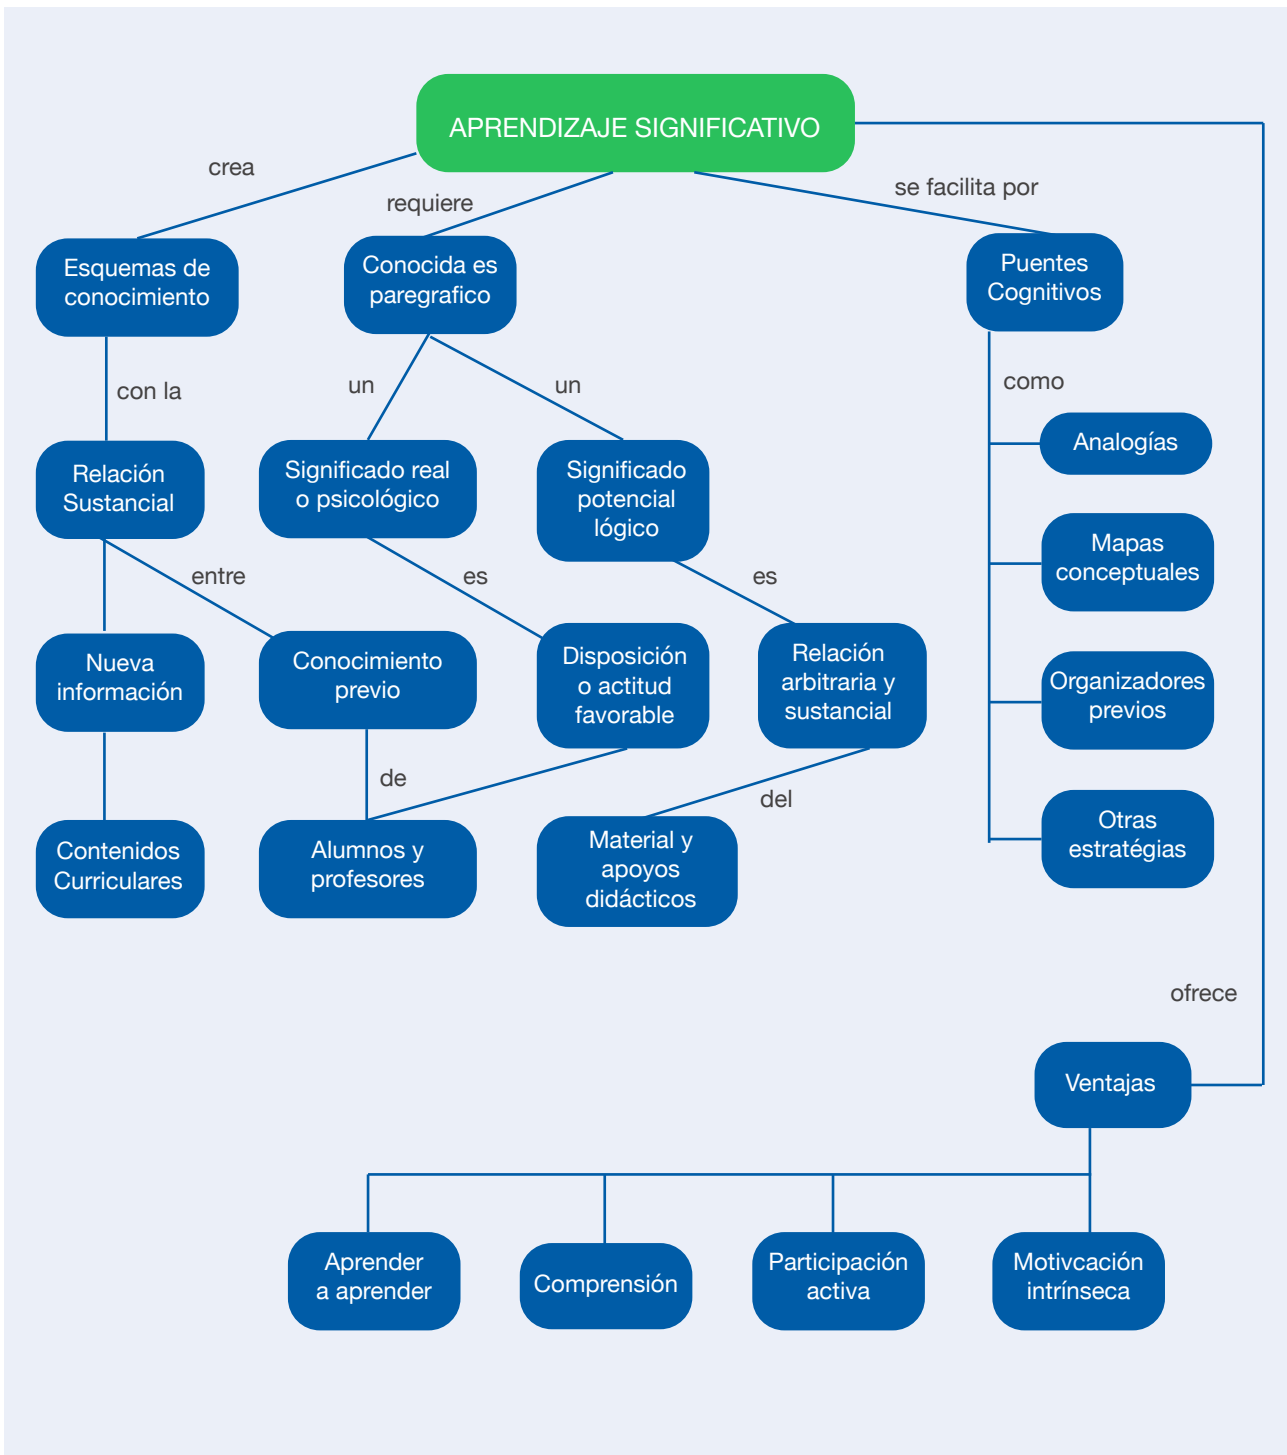 APRENDIZAJE SIGNIFICATIVO
crea
requiere
se facilita por
Esquemas de
conocimiento
Conocida es
paregrafico
Puentes
Cognitivos
con la
un
un
como
Analogías
Relación
Sustancial
Significado real
o psicológico
Significado
potencial
lógico
Mapas
conceptuales
entre
es
es
Nueva
información
Conocimiento
previo
Disposición
o actitud
favorable
Relación
arbitraria y
sustancial
Organizadores
previos
de
del
Contenidos
Curriculares
Alumnos y
profesores
Material y
apoyos
didácticos
Otras
estratégias
ofrece
Ventajas
Aprender
a aprender
Comprensión
Participación
activa
Motivcación
intrínseca